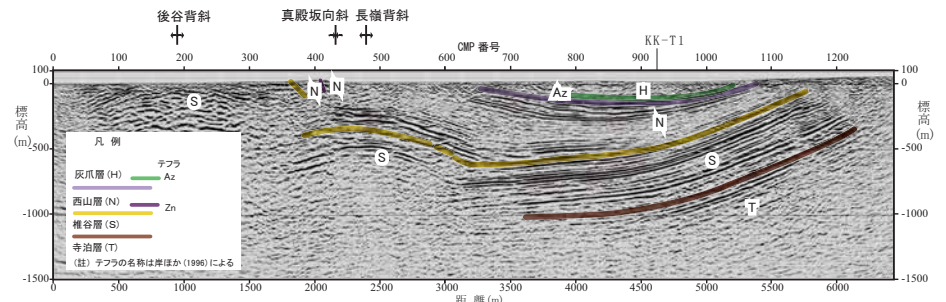 後谷背斜 真殿坂向斜 長嶺背斜
KK-T1
CMP 番号
0 100 200 300 400 500 600 700 800 900 1000 1100 1200
100 100
0 0
標高(m) 標高(m)
-500 -500
-1000 -1000
-1500 -1500
S N N Az H
N
S S
T
凡 例
テフラ
灰爪層(H) Az
西山層(N) Zn
椎谷層(S)
寺泊層(T)
(註) テフラの名称は岸ほか(1996)による
0 500 1000 1500 2000 2500 3000 3500 4000 4500 5000 5500 6000
距 離(m)